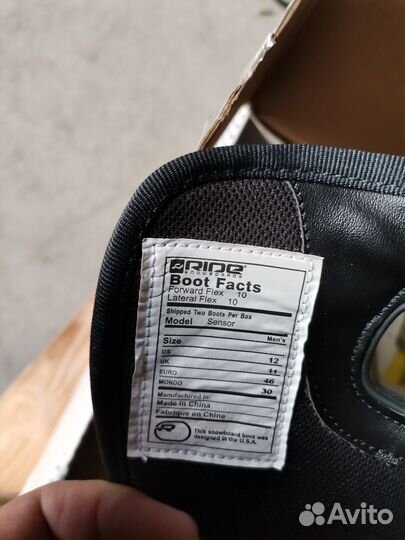 RIDE
SNOWBOARDS
Boot Facts
Forward Flex 10
Lateral Flex 10
Shipped Two Boots Per Box
Model Sensor
Size Men's
US 12
UK 11
EURO 46
MONDO 30
Manufactured in:
Made in China
Fabrique en Chine
This snowboard boot was
designed in the U.S.A.
Avito